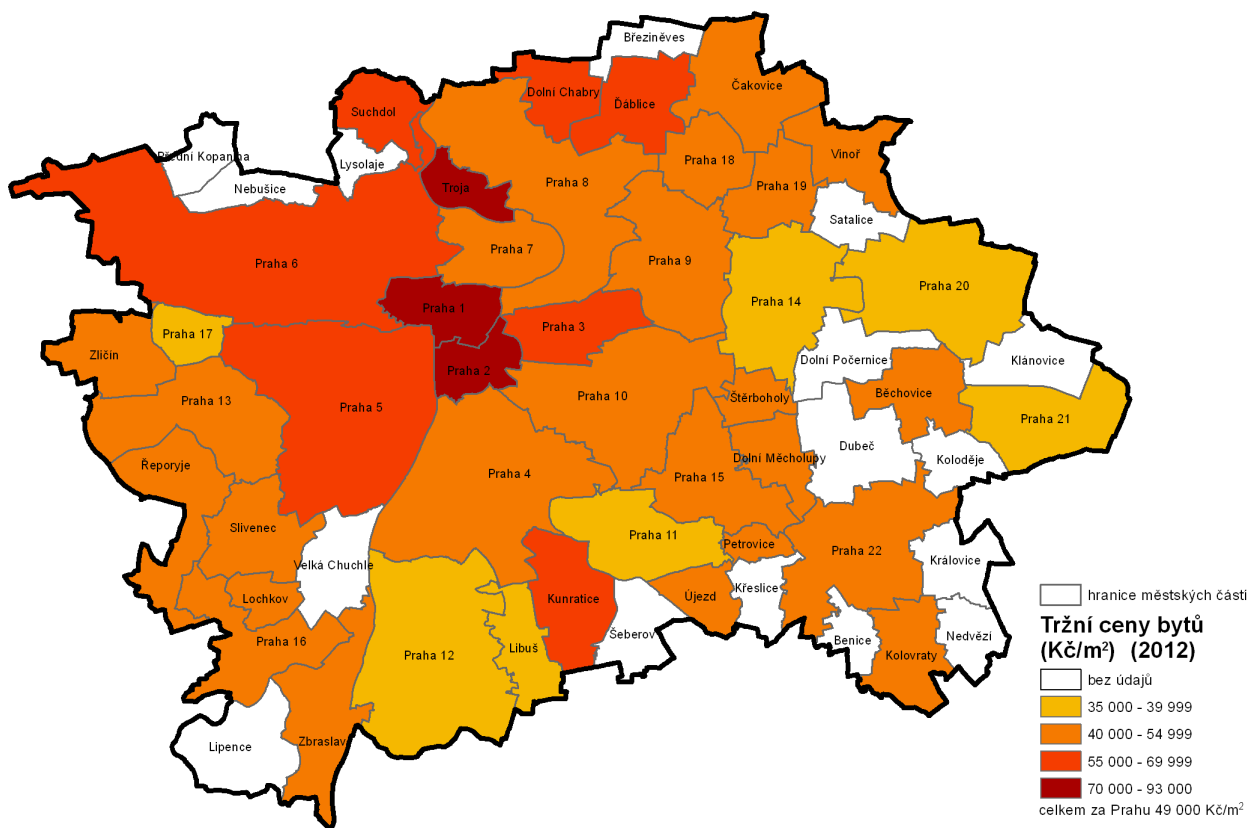 Březiněves
Dolní Chabry
Ďáblice
Čakovice
Suchdol
Přední Kopanina
Lysolaje
Nebušice
Troja
Praha 8
Praha 18
Praha 19
Vinoř
Satalice
Praha 7
Praha 6
Praha 9
Praha 20
Praha 1
Praha 14
Praha 17
Praha 3
Zličín
Praha 2
Dolní Počernice
Klánovice
Praha 13
Praha 5
Praha 10
Štěrboholy
Běchovice
Praha 21
Řeporyje
Praha 4
Dolní Měcholupy
Dubeč
Koloděje
Praha 15
Slivenec
Praha 11
Petrovice
Praha 22
Královice
Velká Chuchle
Lochkov
Kunratice
Újezd
Křeslice
Praha 16
Praha 12
Libuš
Šeberov
Benice
Nedvězí
Kolovraty
Lipence
Zbraslav
hranice městských částí
Tržní ceny bytů
(Kč/m²) (2012)
bez údajů
35 000 - 39 999
40 000 - 54 999
55 000 - 69 999
70 000 - 93 000
celkem za Prahu 49 000 Kč/m²